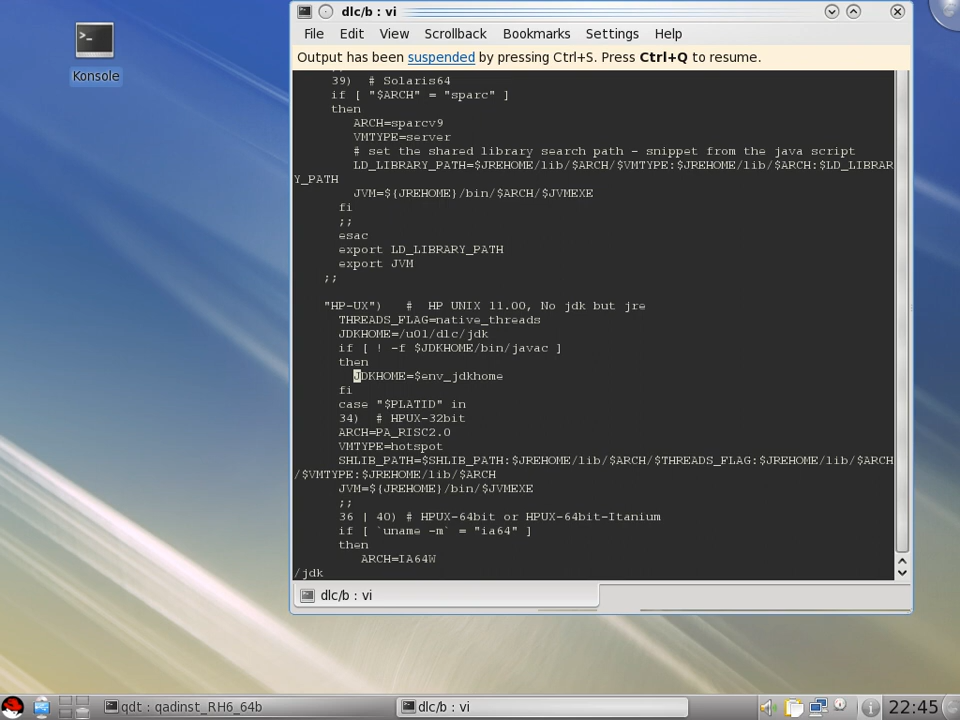 Konsole
dlc/b : vi
File Edit View Scrollback Bookmarks Settings Help
Output has been suspended by pressing Ctrl+S. Press Ctrl+Q to resume.
39) # Solaris64
if [ "$ARCH" = "sparc" ]
then
ARCH=sparcv9
VMTYPE=server
# set the shared library search path - snippet from the java script
LD_LIBRARY_PATH=$JREHOME/lib/$ARCH/$VMTYPE:$JREHOME/lib/$ARCH:$LD_LIBRAR
Y_PATH
JVM=${JREHOME}/bin/$ARCH/$JVMEXE
fi
;;
esac
export LD_LIBRARY_PATH
export JVM
;;
"HP-UX") # HP UNIX 11.00, No jdk but jre
THREADS_FLAG=native_threads
JDKHOME=/u01/dlc/jdk
if [ ! -f $JDKHOME/bin/javac ]
then
JDKHOME=$env_jdkhome
fi
case "$PLATID" in
34) # HPUX-32bit
ARCH=PA_RISC2.0
VMTYPE=hotspot
SHLIB_PATH=$SHLIB_PATH:$JREHOME/lib/$ARCH/$THREADS_FLAG:$JREHOME/lib/$ARCH
/$VMTYPE:$JREHOME/lib/$ARCH
JVM=${JREHOME}/bin/$JVMEXE
;;
36 | 40) # HPUX-64bit or HPUX-64bit-Itanium
if [ `uname -m` = "ia64" ]
then
ARCH=IA64W
/jdk
dlc/b : vi
qdt : qadinst_RH6_64b
dlc/b : vi
22:45